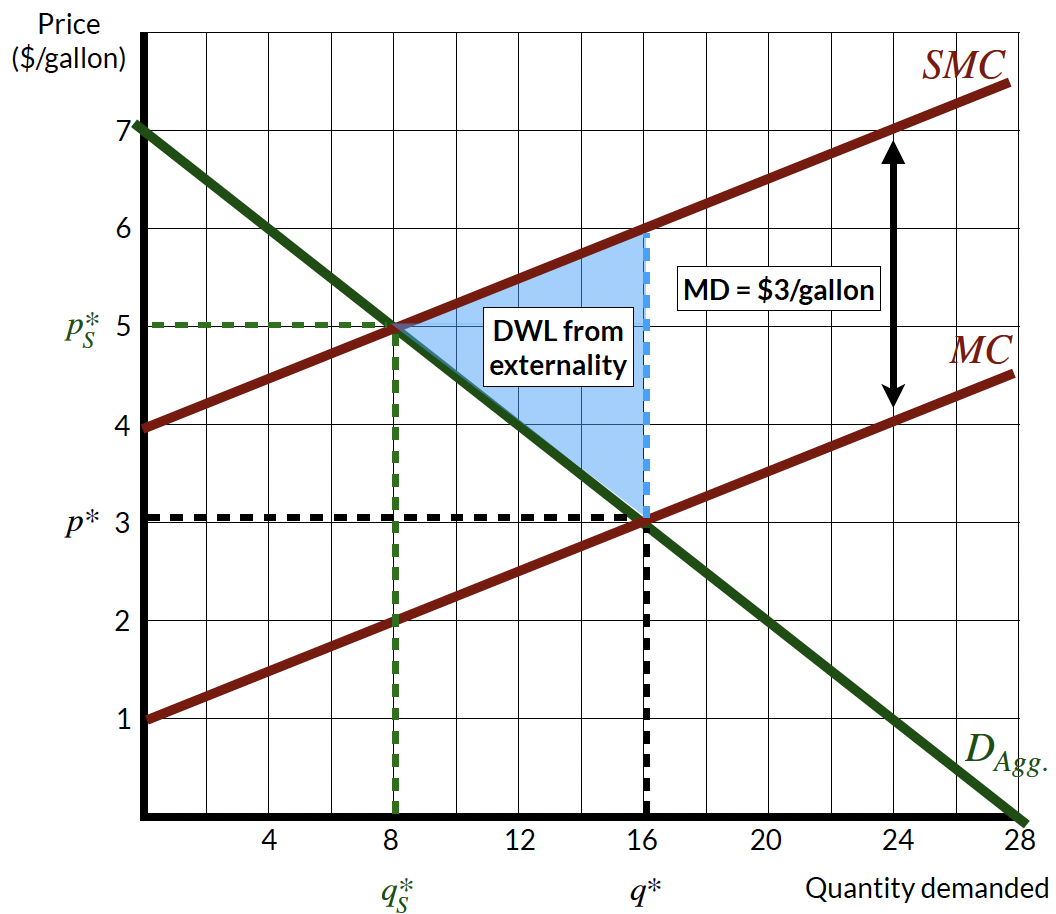 Price
($/gallon)
SMC
7
6
MD = $3/gallon
p*S
5
DWL from
externality
MC
4
p*
3
2
1
DAgg.
4
8
12
16
20
24
28
q*S
q*
Quantity demanded